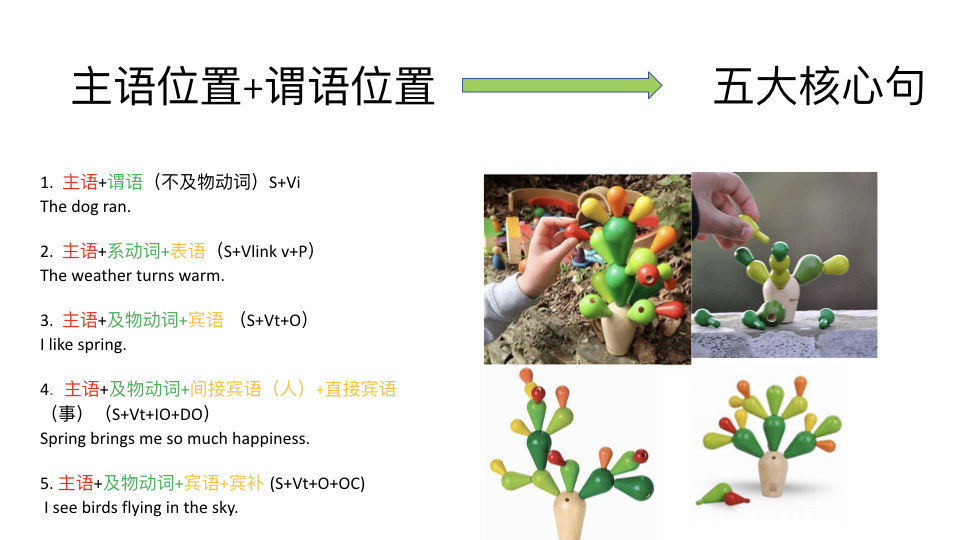 主语位置+谓语位置
五大核心句
1. 主语+谓语（不及物动词）S+Vi
The dog ran.
2. 主语+系动词+表语（S+Vlink v+P）
The weather turns warm.
3. 主语+及物动词+宾语 （S+Vt+O）
I like spring.
4. 主语+及物动词+间接宾语（人）+直接宾语
（事）（S+Vt+IO+DO）
Spring brings me so much happiness.
5. 主语+及物动词+宾语+宾补 (S+Vt+O+OC)
I see birds flying in the sky.